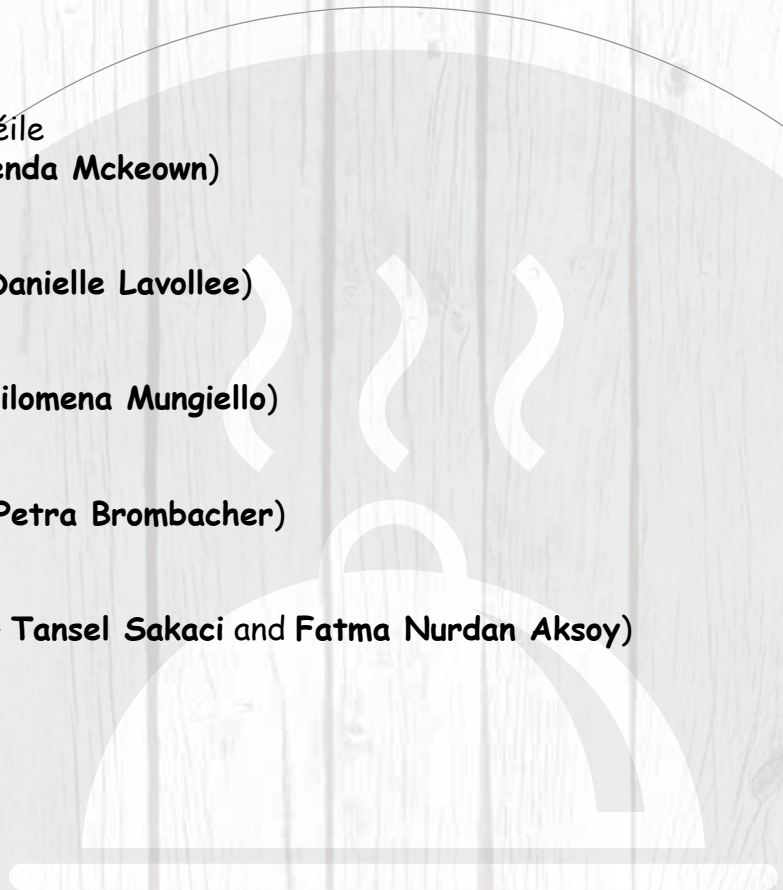 éile
enda Mckeown)
Danielle Lavollee)
ilomena Mungiello)
Petra Brombacher)
Tansel Sakaci and Fatma Nurdan Aksoy)